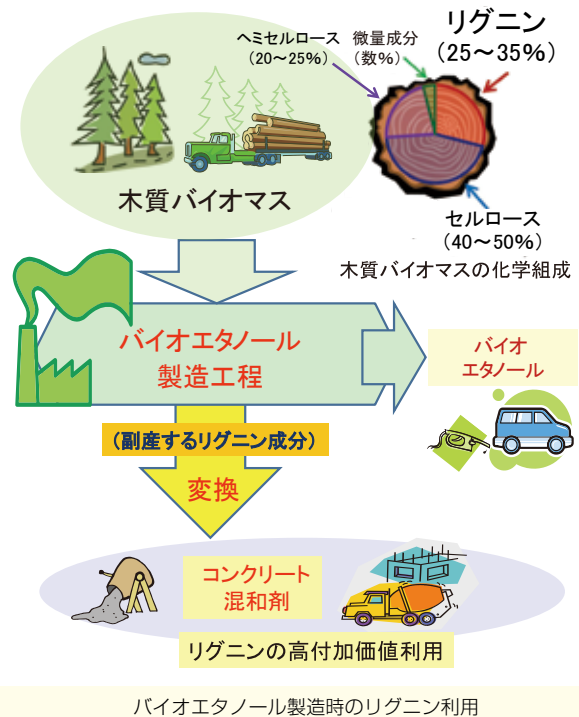 リグニン
(25〜35%)
ヘミセルロース
(20〜25%)
微量成分
(数%)
木質バイオマス
セルロース
(40〜50%)
木質バイオマスの化学組成
バイオエタノール
製造工程
バイオ
エタノール
(副産するリグニン成分)
変換
コンクリート
混和剤
リグニンの高付加価値利用
バイオエタノール製造時のリグニン利用